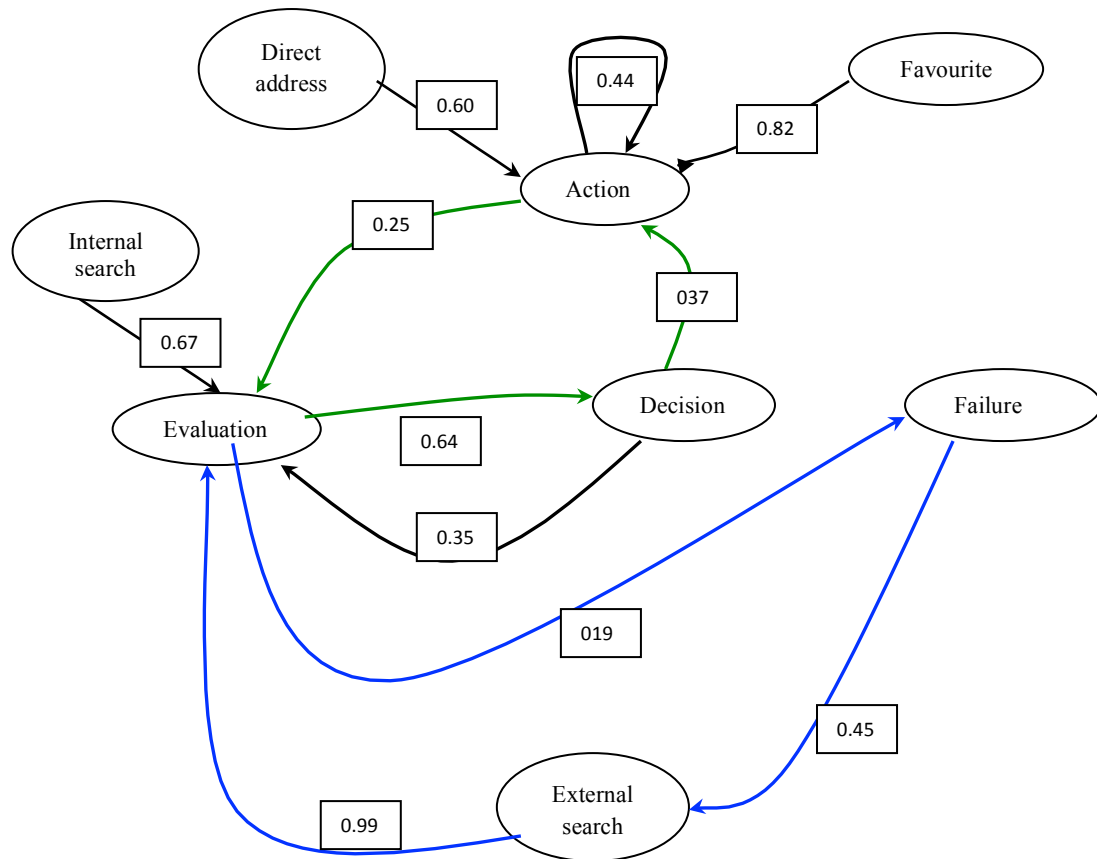 Direct
address
0.60
0.44
Favourite
0.82
Action
0.25
Internal
search
0.67
037
Evaluation
0.64
Decision
Failure
0.35
019
0.45
External
search
0.99